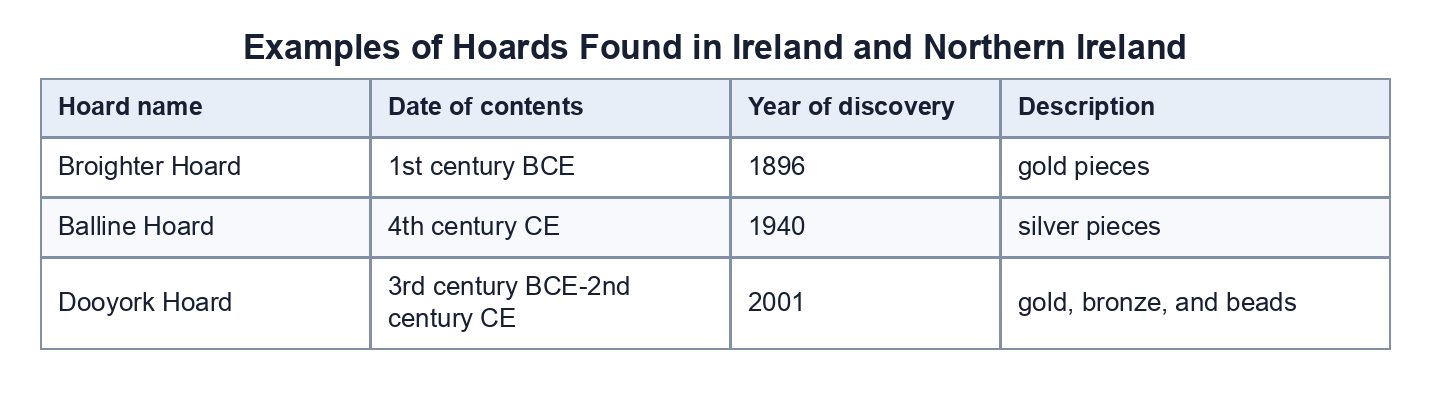 Examples of Hoards Found in Ireland and Northern Ireland
Hoard name Date of contents Year of discovery Description
Broighter Hoard 1st century BCE 1896 gold pieces
Balline Hoard 4th century CE 1940 silver pieces
Dooyork Hoard 3rd century BCE-2nd century CE 2001 gold, bronze, and beads